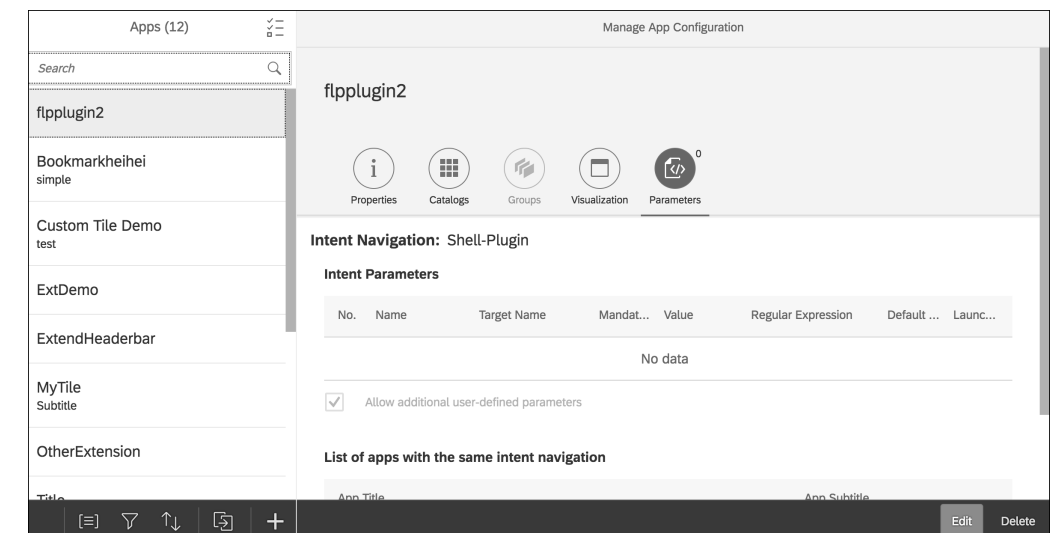 Apps (12)
Search
flpplugin2
Bookmarkheihei
simple
Custom Tile Demo
test
ExtDemo
ExtendHeaderbar
MyTile
Subtitle
OtherExtension
Title
Manage App Configuration
flpplugin2
0
Properties Catalogs Groups Visualization Parameters
Intent Navigation: Shell-Plugin
Intent Parameters
No. Name Target Name Mandat... Value Regular Expression Default ... Launc...
No data
Allow additional user-defined parameters
List of apps with the same intent navigation
App Title App Subtitle
Edit Delete